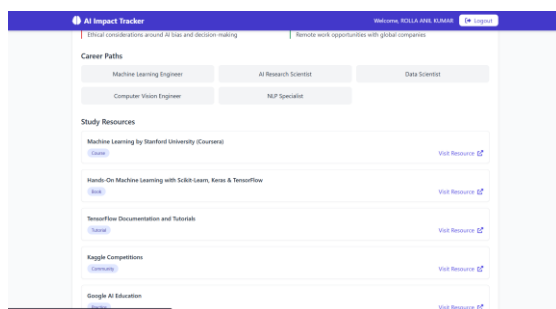 AI Impact Tracker
Welcome, ROLLA ANIL KUMAR
Logout
Ethical considerations around AI bias and decision-making
Remote work opportunities with global companies
Career Paths
Machine Learning Engineer
AI Research Scientist
Data Scientist
Computer Vision Engineer
NLP Specialist
Study Resources
Machine Learning by Stanford University (Coursera)
Course
Visit Resource
Hands-On Machine Learning with Scikit-Learn, Keras & TensorFlow
Book
Visit Resource
TensorFlow Documentation and Tutorials
Tutorial
Visit Resource
Kaggle Competitions
Community
Visit Resource
Google AI Education
Visit Resource